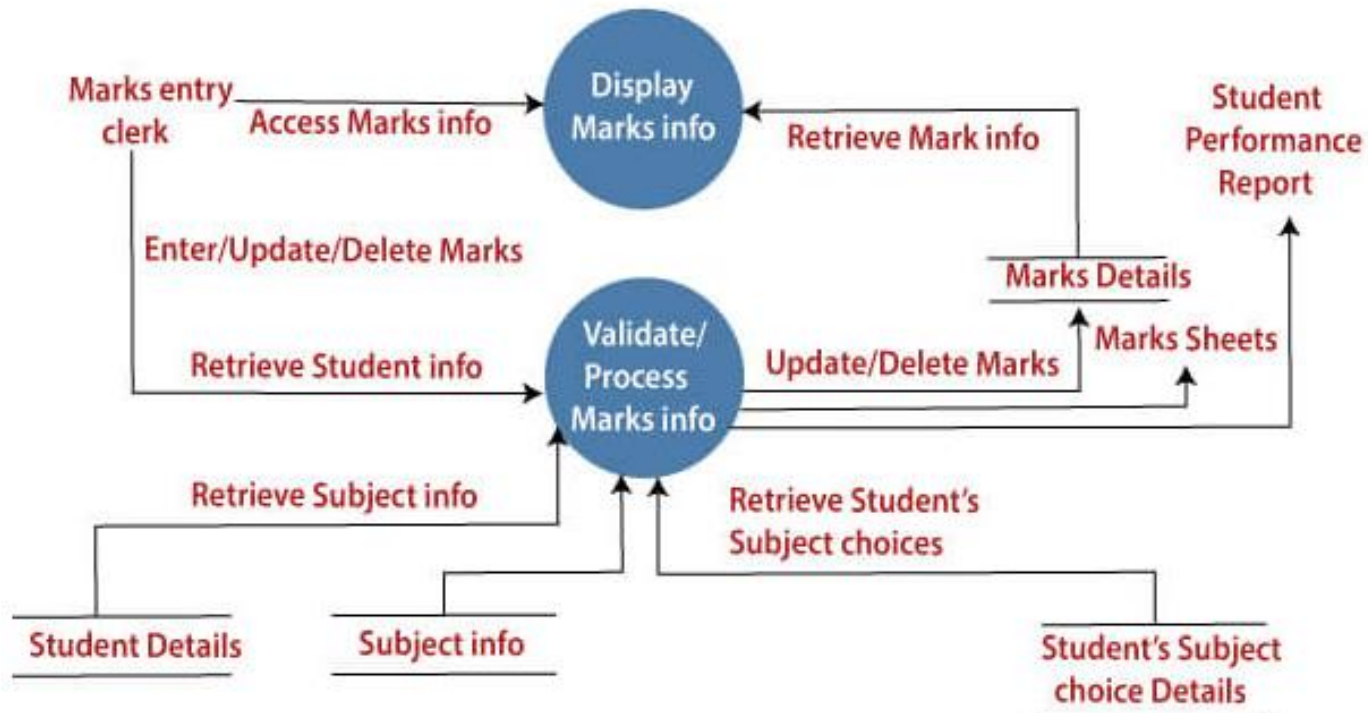 Marks entry
clerk
Access Marks info
Display
Marks info
Retrieve Mark info
Student
Performance
Report
Enter/Update/Delete Marks
Marks Details
Retrieve Student info
Validate/
Process
Marks info
Update/Delete Marks
Marks Sheets
Retrieve Subject info
Retrieve Student's
Subject choices
Student Details
Subject info
Student's Subject
choice Details